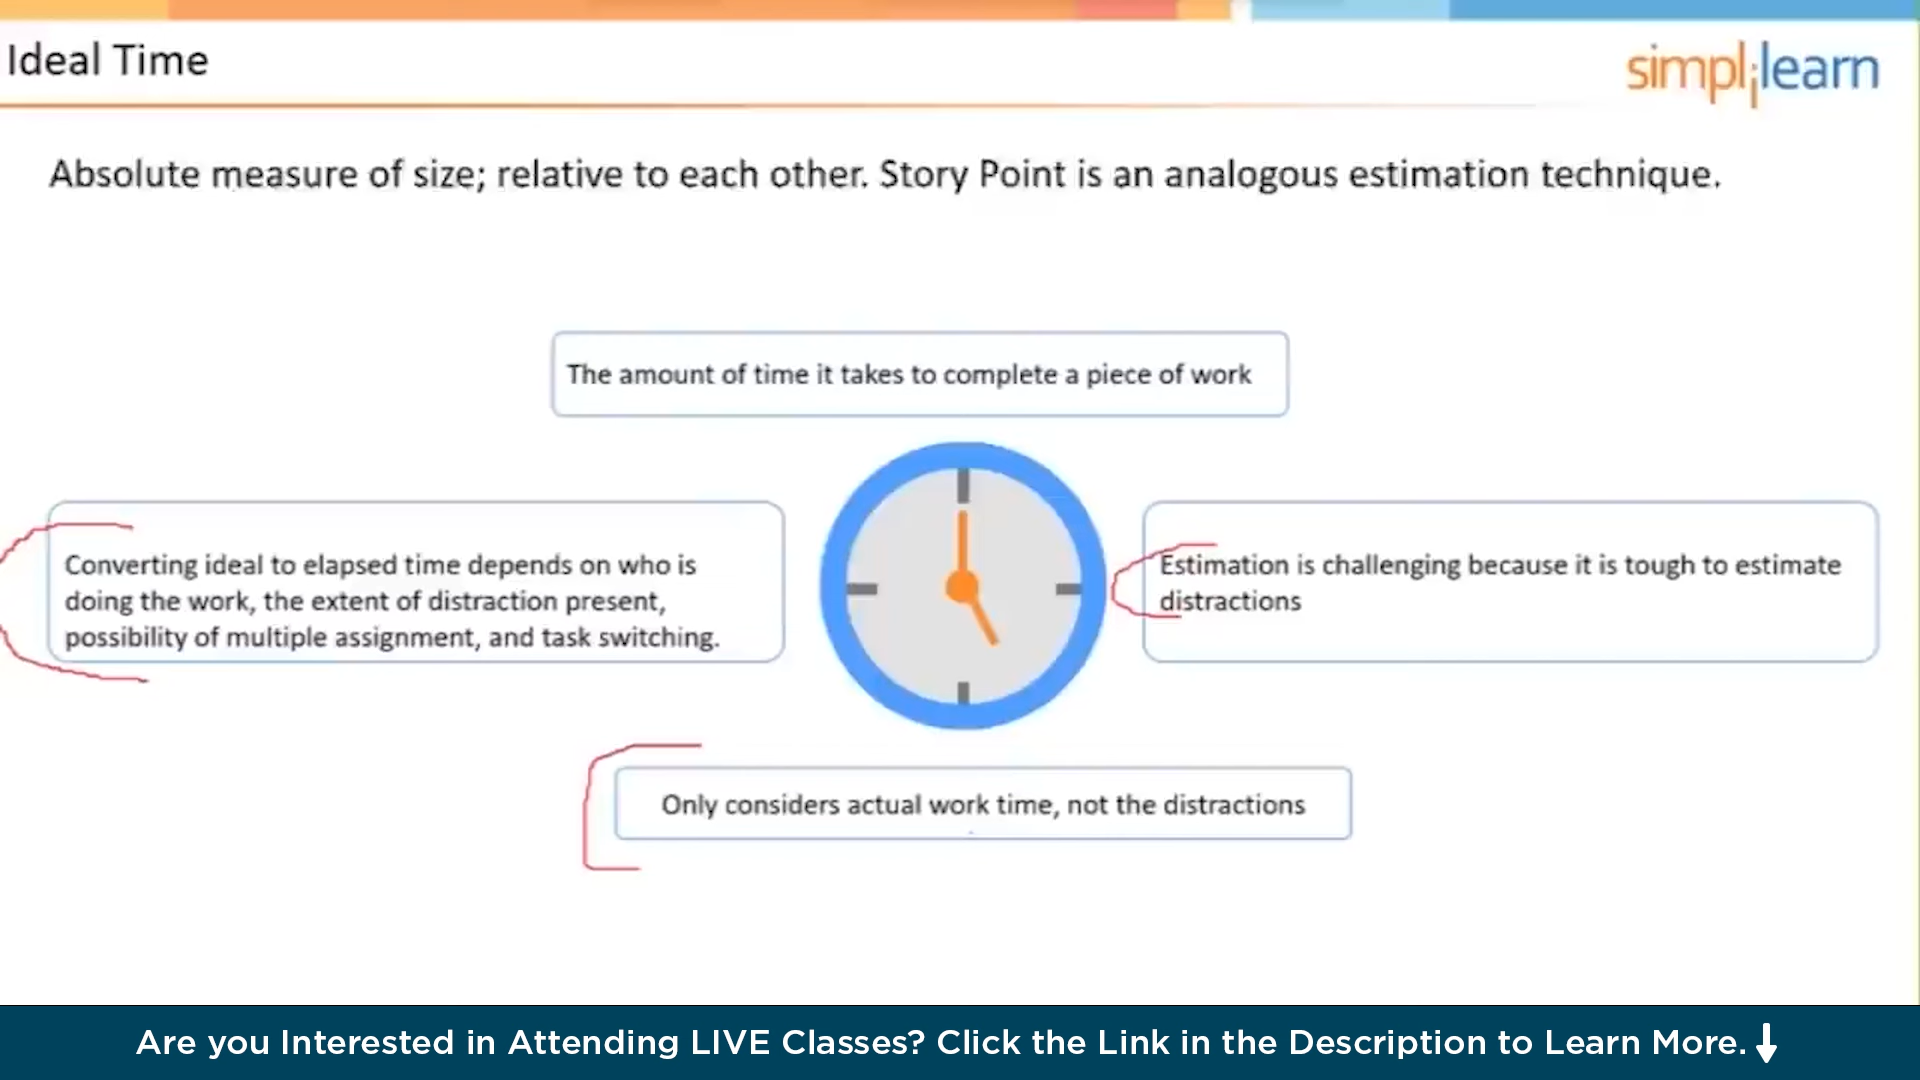 Ideal Time
simplilearn
Absolute measure of size; relative to each other. Story Point is an analogous estimation technique.
The amount of time it takes to complete a piece of work
Converting ideal to elapsed time depends on who is
doing the work, the extent of distraction present,
possibility of multiple assignment, and task switching.
Estimation is challenging because it is tough to estimate
distractions
Only considers actual work time, not the distractions
Are you Interested in Attending LIVE Classes? Click the Link in the Description to Learn More.